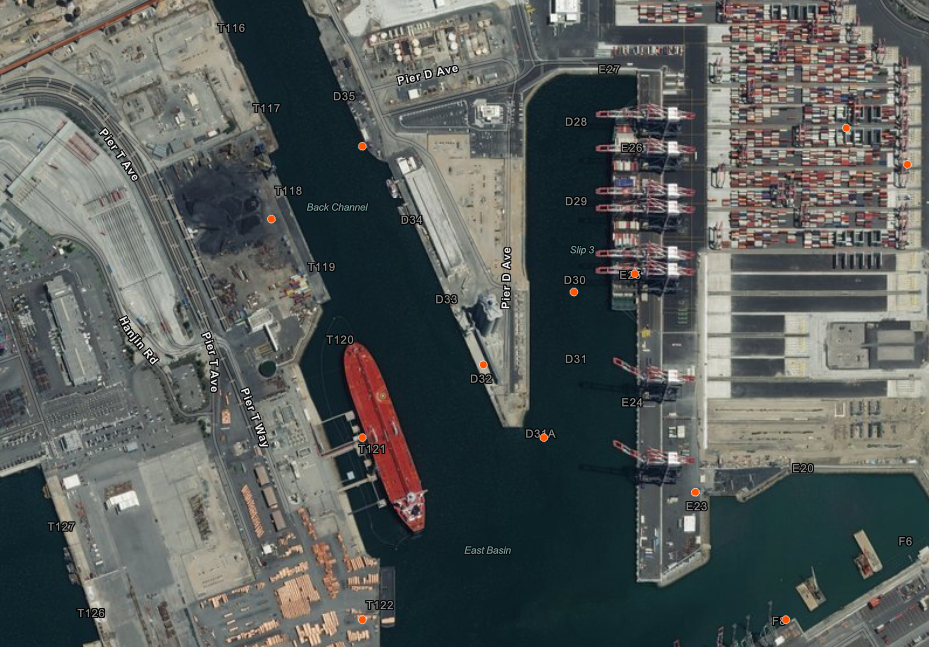 T116
E27
Pier D Ave
D35
T117
D28
Pier T Ave
E26
T118
D29
Back Channel
D34
Slip 3
T119
E25
Pier D Ave
D30
D33
T120
Hanjin Rd
Pier T Ave
D31
D32
E24
Pier T Way
D31A
T121
E20
E23
T127
F6
East Basin
T122
T126